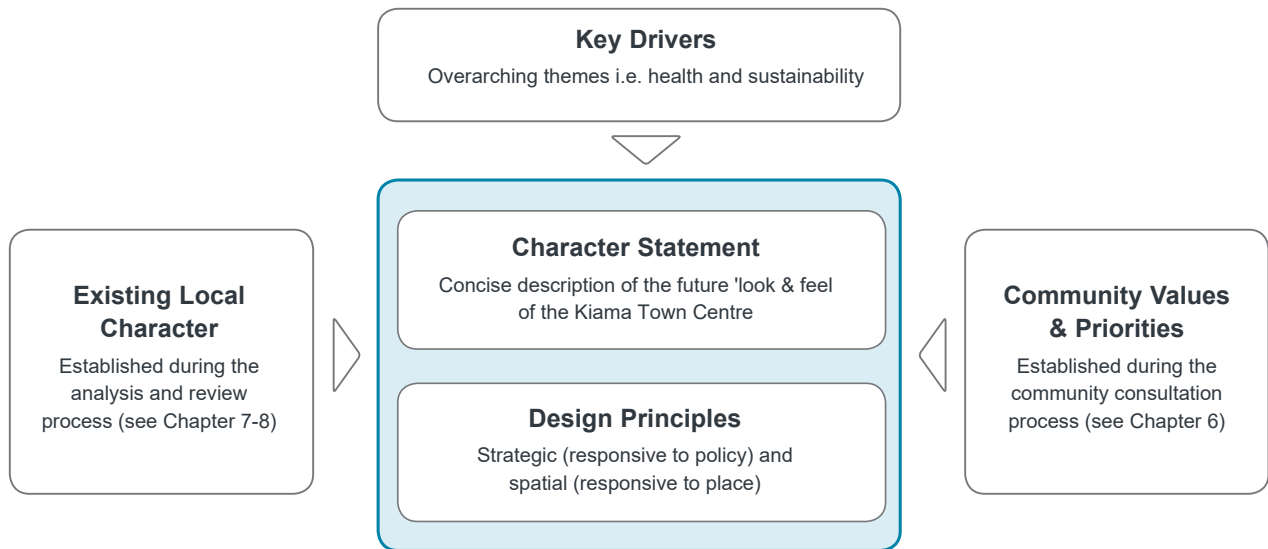 Key Drivers
Overarching themes i.e. health and sustainability
Existing Local
Character
Established during the
analysis and review
process (see Chapter 7-8)
Character Statement
Concise description of the future 'look & feel
of the Kiama Town Centre
Design Principles
Strategic (responsive to policy) and
spatial (responsive to place)
Community Values
& Priorities
Established during the
community consultation
process (see Chapter 6)